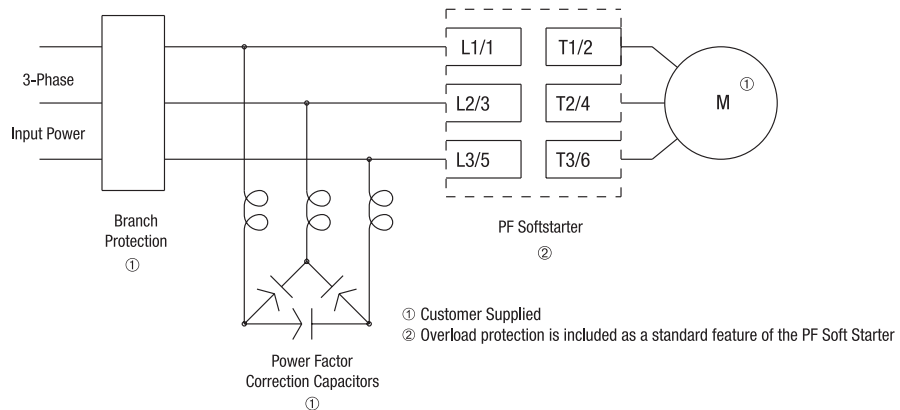 3-Phase
Input Power
Branch
Protection
①
L1/1
T1/2
L2/3
T2/4
L3/5
T3/6
M
①
PF Softstarter
②
Power Factor
Correction Capacitors
①
① Customer Supplied
② Overload protection is included as a standard feature of the PF Soft Starter